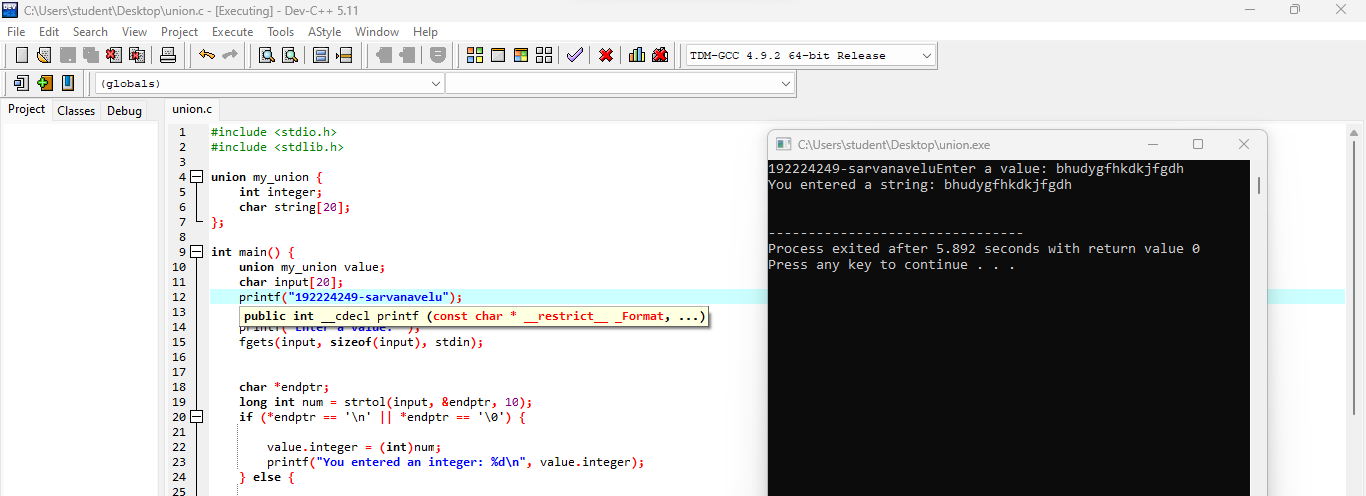 C:\Users\student\Desktop\union.c - [Executing] - Dev-C++ 5.11
File Edit Search View Project Execute Tools AStyle Window Help
TDM-GCC 4.9.2 64-bit Release
(globals)
Project Classes Debug
union.c
1 #include <stdio.h>
2 #include <stdlib.h>
3
4 union my_union {
5 int integer;
6 char string[20];
7 };
8
9 int main() {
10 union my_union value;
11 char input[20];
12 printf("192224249-sarvanavelu");
13 public int __cdecl printf (const char * __restrict__ _Format, ...)
14 printf("Enter a value: ");
15 fgets(input, sizeof(input), stdin);
16
17
18 char *endptr;
19 long int num = strtol(input, &endptr, 10);
20 if (*endptr == '\n' || *endptr == '\0') {
21
22 value.integer = (int)num;
23 printf("You entered an integer: %d\n", value.integer);
24 } else {
25
C:\Users\student\Desktop\union.exe
192224249-sarvanaveluEnter a value: bhudygfhkdkjfgdh
You entered a string: bhudygfhkdkjfgdh
--------------------------------
Process exited after 5.892 seconds with return value 0
Press any key to continue . . .